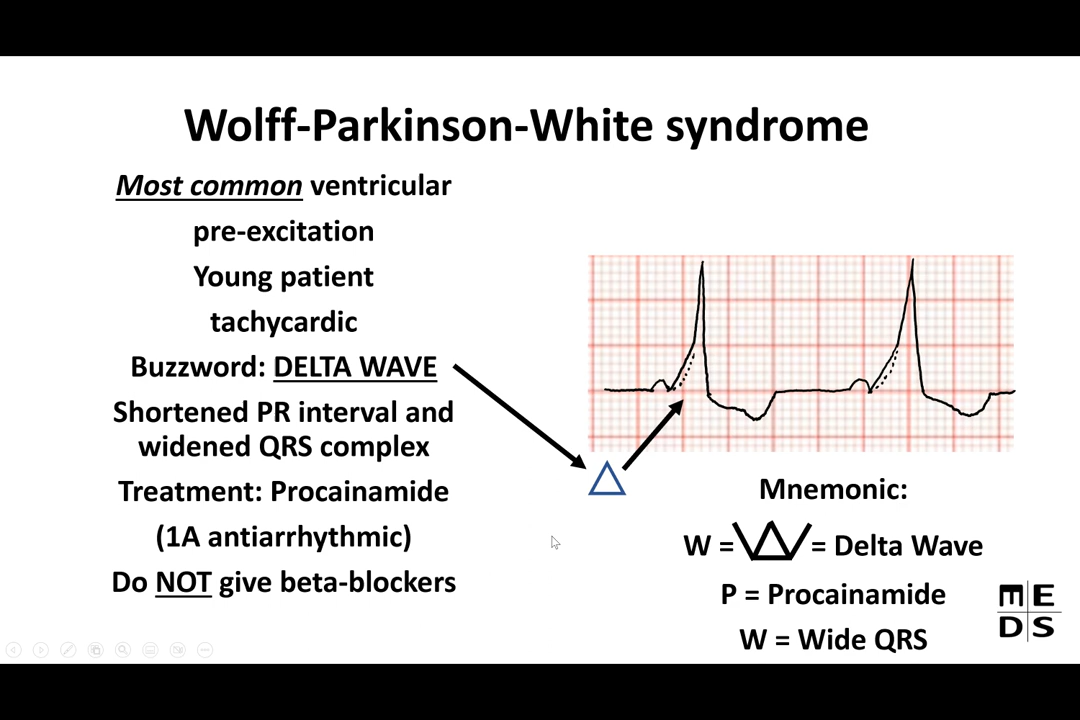 Wolff-Parkinson-White syndrome
Most common ventricular
pre-excitation
Young patient
tachycardic
Buzzword: DELTA WAVE
Shortened PR interval and
widened QRS complex
Treatment: Procainamide
(1A antiarrhythmic)
Do NOT give beta-blockers
Mnemonic:
W = = Delta Wave
P = Procainamide
W = Wide QRS
ME
DS